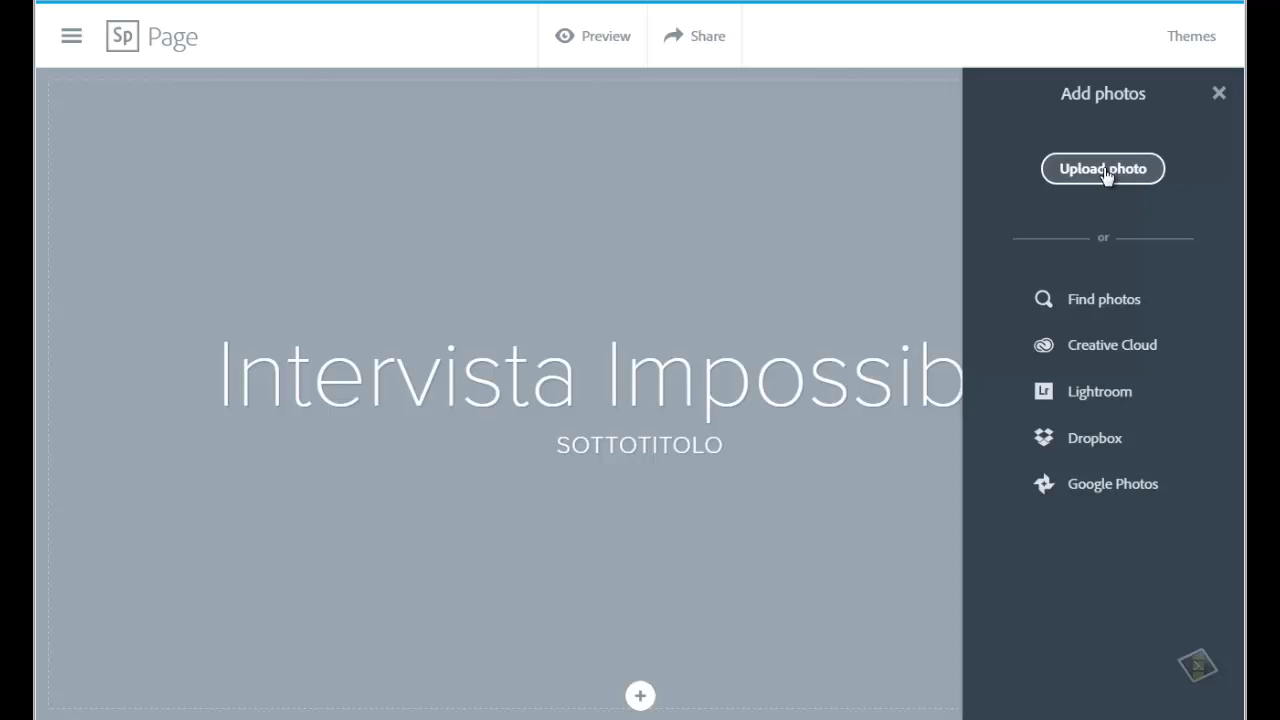 Sp Page
Preview
Share
Themes
Add photos
Upload photo
or
Find photos
Creative Cloud
Lr Lightroom
Dropbox
Google Photos
Intervista Impossib
SOTTOTITOLO